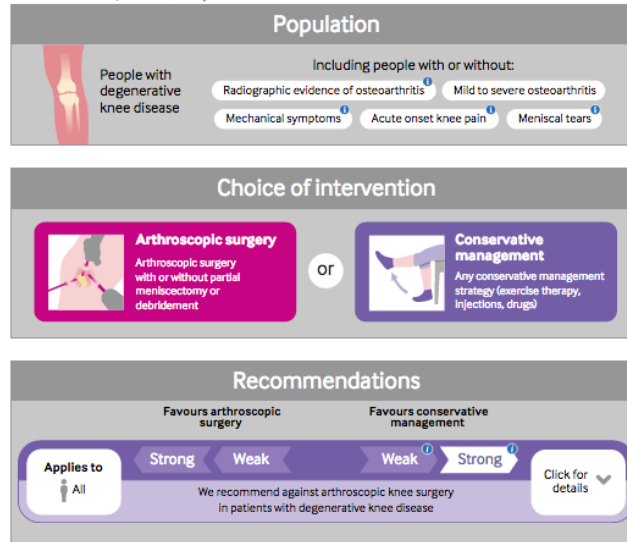 Population
People with
degenerative
knee disease
Including people with or without:
Radiographic evidence of osteoarthritis i
Mild to severe osteoarthritis
Mechanical symptoms i
Acute onset knee pain i
Meniscal tears i
Choice of intervention
Arthroscopic surgery
Arthroscopic surgery
with or without partial
meniscectomy or
debridement
or
Conservative
management
Any conservative management
strategy (exercise therapy,
injections, drugs)
Recommendations
Favours arthroscopic
surgery
Favours conservative
management
Applies to
All
Strong
Weak
Weak i
Strong i
We recommend against arthroscopic knee surgery
in patients with degenerative knee disease
Click for
details